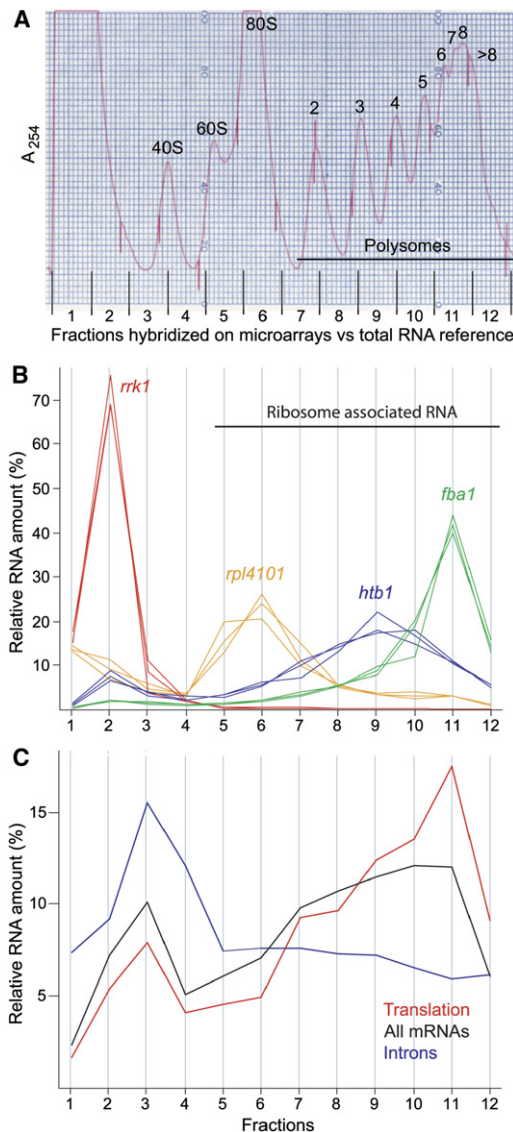 A
80S
8
7
6
>8
5
2
3
4
60S
40S
A254
Polysomes
1 2 3 4 5 6 7 8 9 10 11 12
Fractions hybridized on microarrays vs total RNA reference
B
rrk1
Ribosome associated RNA
fba1
rpl4101
htb1
Relative RNA amount (%)
70
60
50
40
30
20
10
1 2 3 4 5 6 7 8 9 10 11 12
C
Relative RNA amount (%)
15
10
5
Translation
All mRNAs
Introns
1 2 3 4 5 6 7 8 9 10 11 12
Fractions